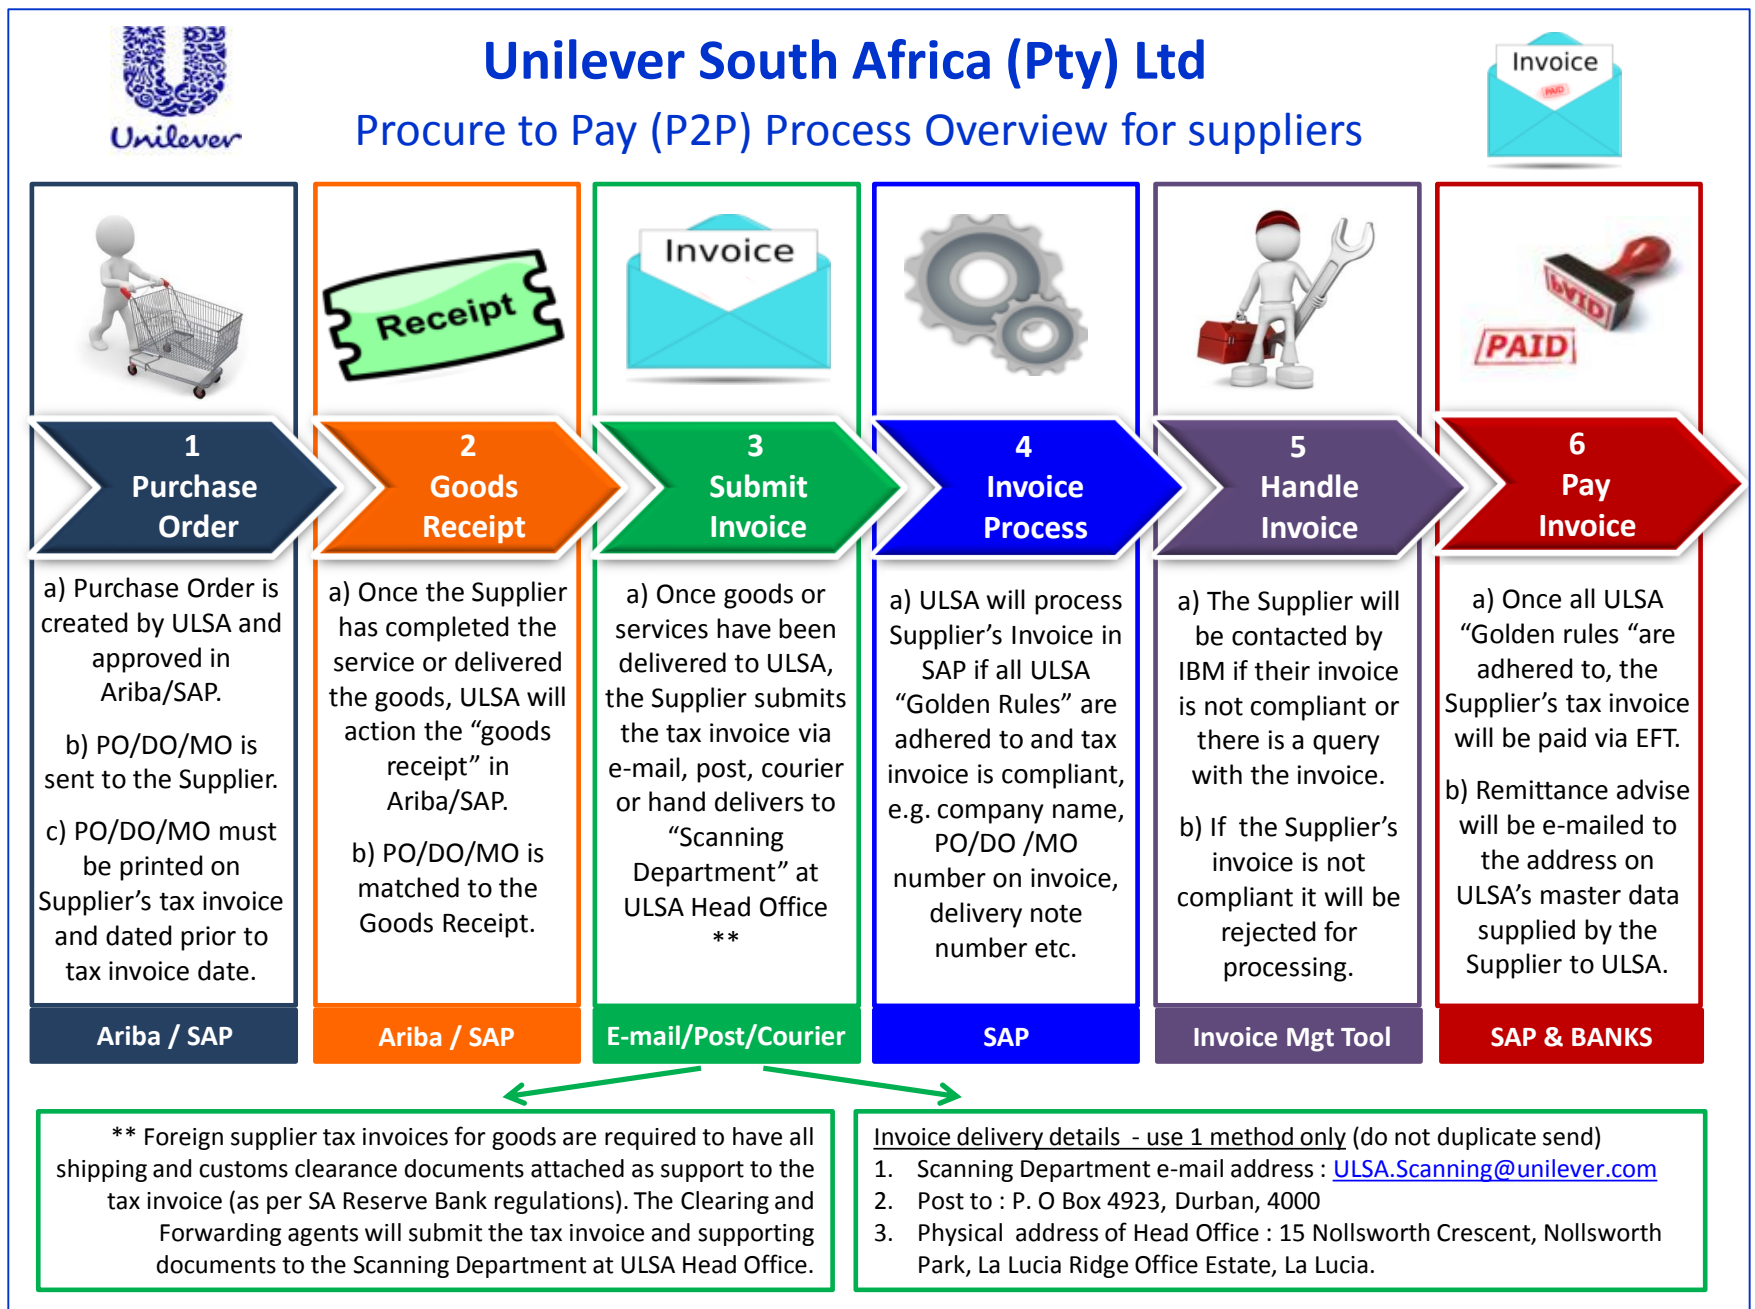 Unilever
Unilever South Africa (Pty) Ltd
Procure to Pay (P2P) Process Overview for suppliers
Invoice
PAID
Receipt
Invoice
PAID
PAID
1
Purchase
Order
2
Goods
Receipt
3
Submit
Invoice
4
Invoice
Process
5
Handle
Invoice
6
Pay
Invoice
a) Purchase Order is
created by ULSA and
approved in
Ariba/SAP.
b) PO/DO/MO is
sent to the Supplier.
c) PO/DO/MO must
be printed on
Supplier's tax invoice
and dated prior to
tax invoice date.
Ariba / SAP
a) Once the Supplier
has completed the
service or delivered
the goods, ULSA will
action the “goods
receipt” in
Ariba/SAP.
b) PO/DO/MO is
matched to the
Goods Receipt.
Ariba / SAP
a) Once goods or
services have been
delivered to ULSA,
the Supplier submits
the tax invoice via
e-mail, post, courier
or hand delivers to
“Scanning
Department” at
ULSA Head Office
**
E-mail/Post/Courier
a) ULSA will process
Supplier’s Invoice in
SAP if all ULSA
“Golden Rules” are
adhered to and tax
invoice is compliant,
e.g. company name,
PO/DO /MO
number on invoice,
delivery note
number etc.
SAP
a) The Supplier will
be contacted by
IBM if their invoice
is not compliant or
there is a query
with the invoice.
b) If the Supplier’s
invoice is not
compliant it will be
rejected for
processing.
Invoice Mgt Tool
a) Once all ULSA
“Golden rules “are
adhered to, the
Supplier’s tax invoice
will be paid via EFT.
b) Remittance advise
will be e-mailed to
the address on
ULSA’s master data
supplied by the
Supplier to ULSA.
SAP & BANKS
** Foreign supplier tax invoices for goods are required to have all
shipping and customs clearance documents attached as support to the
tax invoice (as per SA Reserve Bank regulations). The Clearing and
Forwarding agents will submit the tax invoice and supporting
documents to the Scanning Department at ULSA Head Office.
Invoice delivery details - use 1 method only (do not duplicate send)
1. Scanning Department e-mail address : ULSA.Scanning@unilever.com
2. Post to : P. O Box 4923, Durban, 4000
3. Physical address of Head Office : 15 Nollsworth Crescent, Nollsworth
Park, La Lucia Ridge Office Estate, La Lucia.